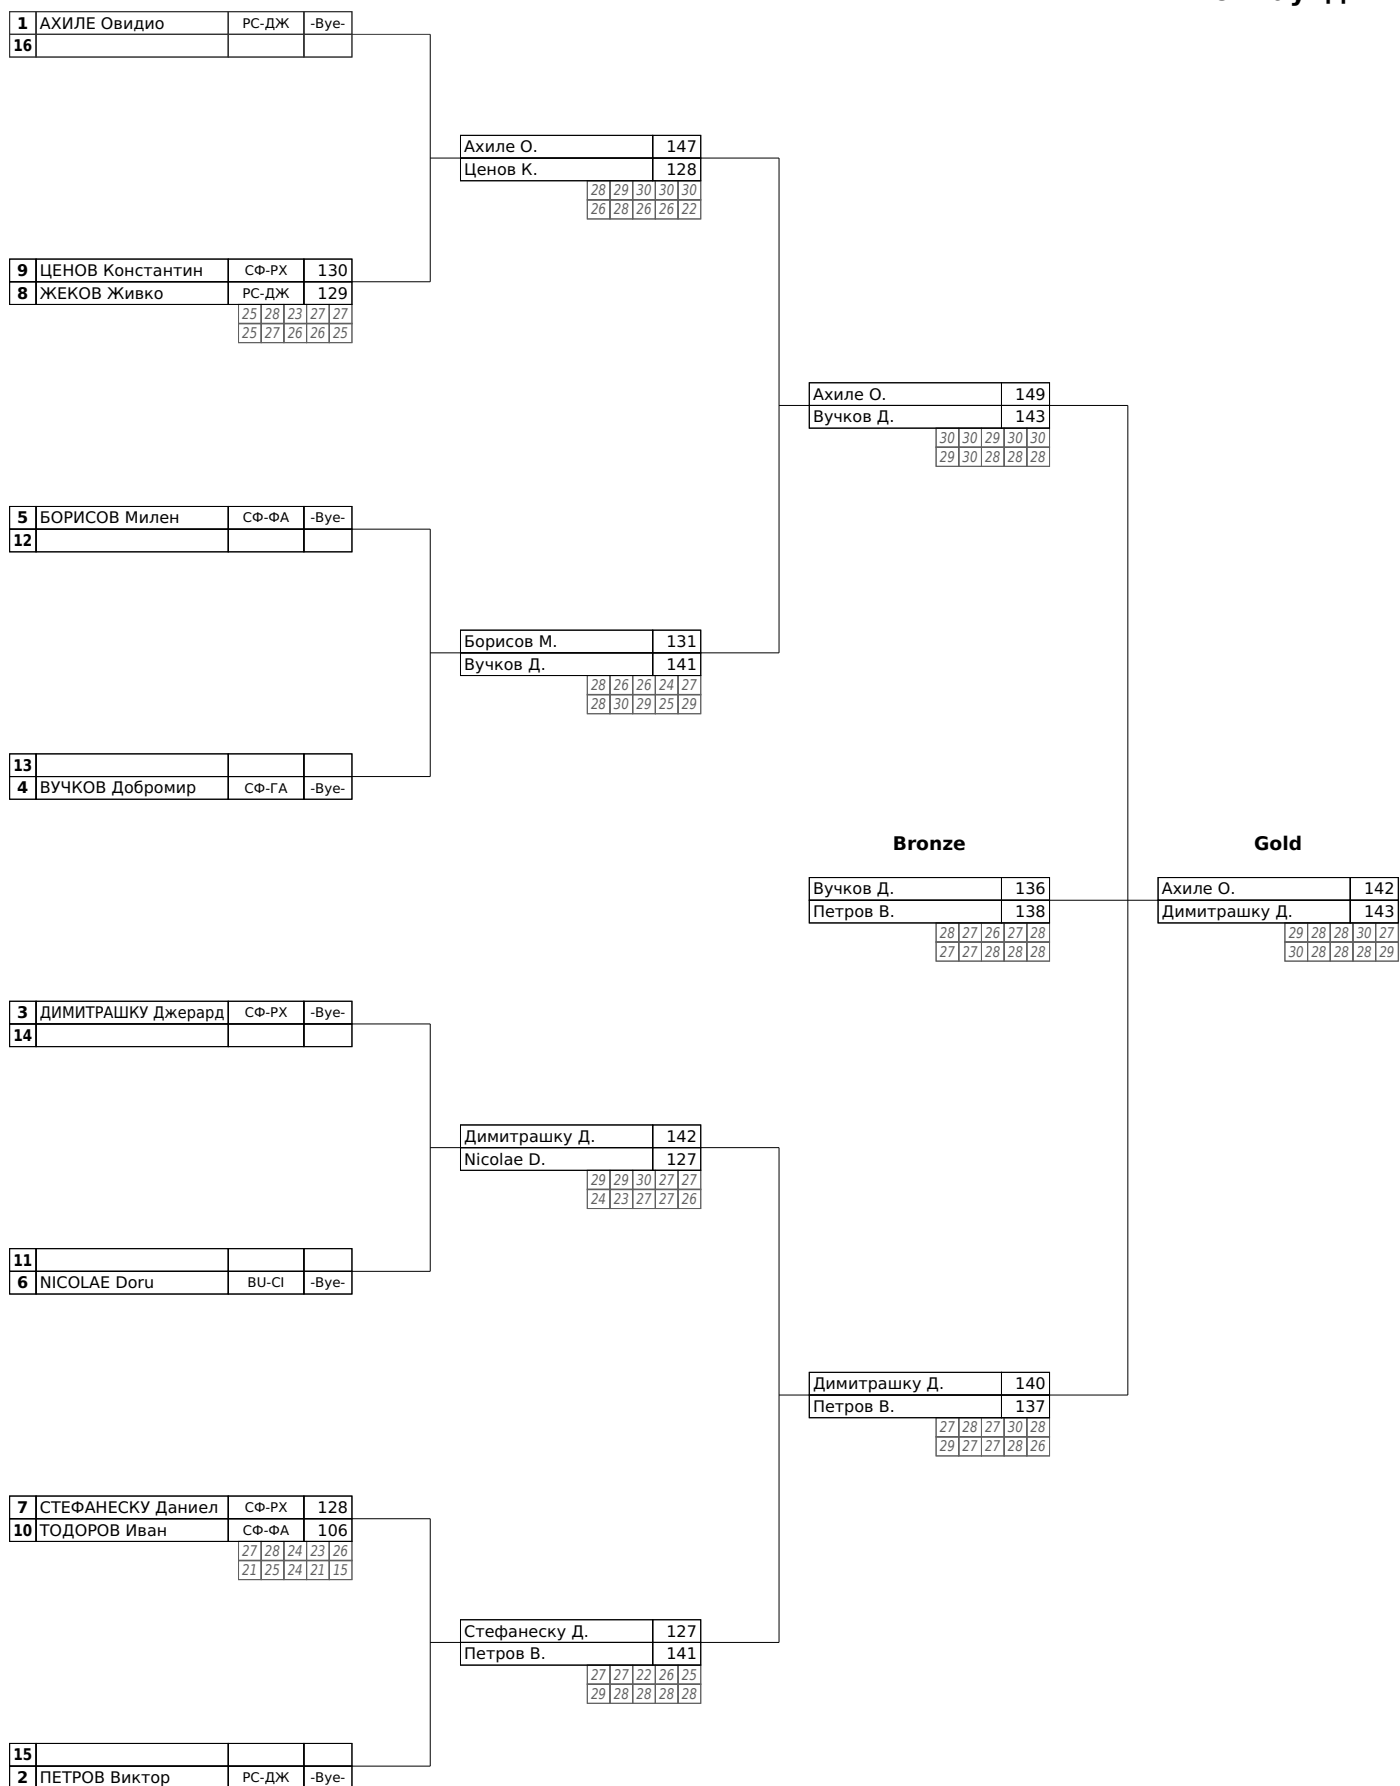 1 АХИЛЕ Овидио РС-ДЖ -Bye-
16
Ахиле О. 147
Ценов К. 128
28 29 30 30 30
26 28 26 26 22
9 ЦЕНОВ Константин СФ-РХ 130
8 ЖЕКОВ Живко РС-ДЖ 129
25 28 23 27 27
25 27 26 26 25
Ахиле О. 149
Вучков Д. 143
30 30 29 30 30
29 30 28 28 28
5 БОРИСОВ Милен СФ-ФА -Bye-
12
Борисов М. 131
Вучков Д. 141
28 26 26 24 27
28 30 29 25 29
13
4 ВУЧКОВ Добромир СФ-ГА -Bye-
Bronze Gold
Вучков Д. 136 Ахиле О. 142
Петров В. 138 Димитрашку Д. 143
28 27 26 27 28 29 28 28 30 27
27 27 28 28 28 30 28 28 28 29
3 ДИМИТРАШКУ Джерард СФ-РХ -Bye-
14
Димитрашку Д. 142
Nicolae D. 127
29 29 30 27 27
24 23 27 27 26
11
6 NICOLAE Doru BU-CI -Bye-
Димитрашку Д. 140
Петров В. 137
27 28 27 30 28
29 27 27 28 26
7 СТЕФАНЕСКУ Даниел СФ-РХ 128
10 ТОДОРОВ Иван СФ-ФА 106
27 28 24 23 26
21 25 24 21 15
Стефанеску Д. 127
Петров В. 141
27 27 22 26 25
29 28 28 28 28
15
2 ПЕТРОВ Виктор РС-ДЖ -Bye-